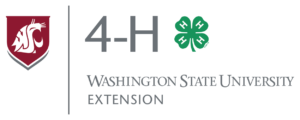 4-H
H H H H
WASHINGTON STATE UNIVERSITY
EXTENSION